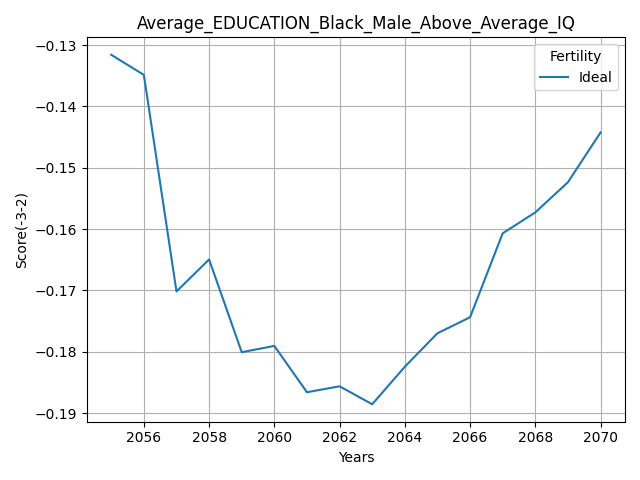 Average_EDUCATION_Black_Male_Above_Average_IQ
Fertility
Ideal
Score(-3-2)
−0.13
−0.14
−0.15
−0.16
−0.17
−0.18
−0.19
2056 2058 2060 2062 2064 2066 2068 2070
Years